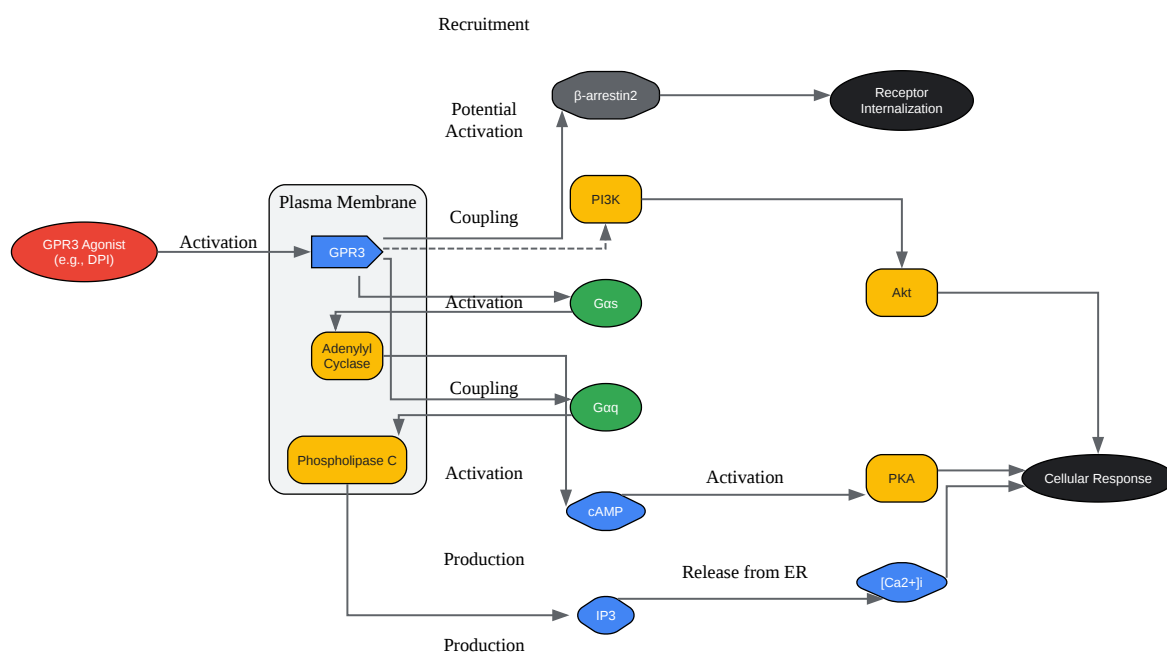 Recruitment
β-arrestin2
Receptor
Internalization
Potential
Activation
PI3K
Plasma Membrane
Coupling
GPR3 Agonist
(e.g., DPI)
Activation
GPR3
Akt
Activation
Gαs
Adenylyl
Cyclase
Coupling
Gαq
Phospholipase C
Activation
Activation
PKA
Cellular Response
cAMP
Production
Release from ER
[Ca2+]i
IP3
Production